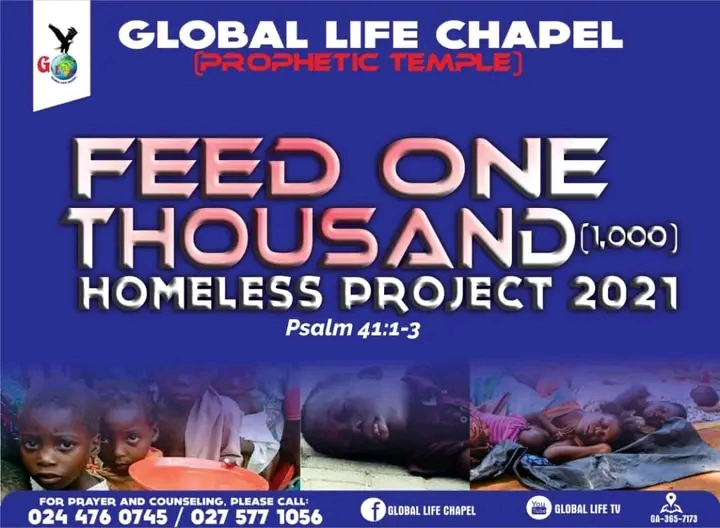 GLOBAL LIFE CHAPEL
(PROPHETIC TEMPLE)
FEED ONE
THOUSAND (1,000)
HOMELESS PROJECT 2021
Psalm 41:1-3
FOR PRAYER AND COUNSELING, PLEASE CALL:
024 476 0745 / 027 577 1056
GLOBAL LIFE CHAPEL
You Tube
GLOBAL LIFE TV
GA-365-7173